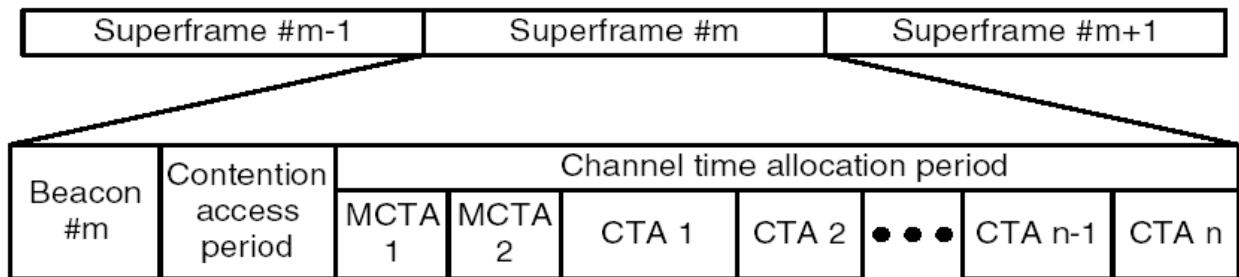 Superframe #m-1 Superframe #m Superframe #m+1
Beacon
#m
Contention
access
period
Channel time allocation period
MCTA
1
MCTA
2
CTA 1
CTA 2
●●●
CTA n-1
CTA n